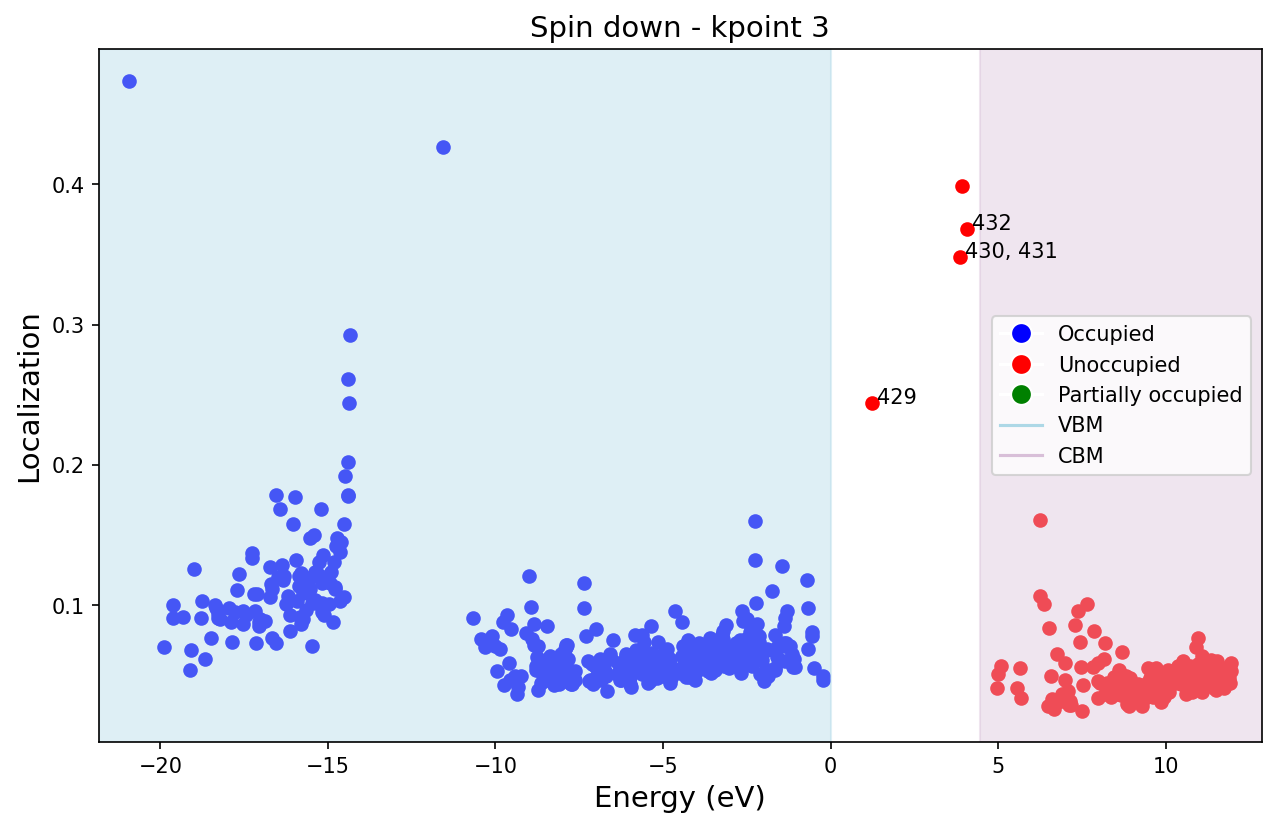 Spin down - kpoint 3
Localization
0.4
0.3
0.2
0.1
432
430, 431
429
Occupied
Unoccupied
Partially occupied
VBM
CBM
−20
−15
−10
−5
0
5
10
Energy (eV)